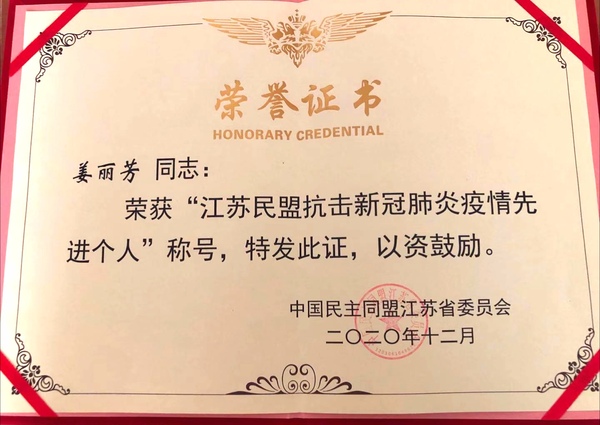 荣誉证书
HONORARY CREDENTIAL
姜丽芳 同志：
荣获“江苏民盟抗击新冠肺炎疫情先
进个人”称号，特发此证，以资鼓励。
中国民主同盟江苏省委员会
二〇二〇年十二月